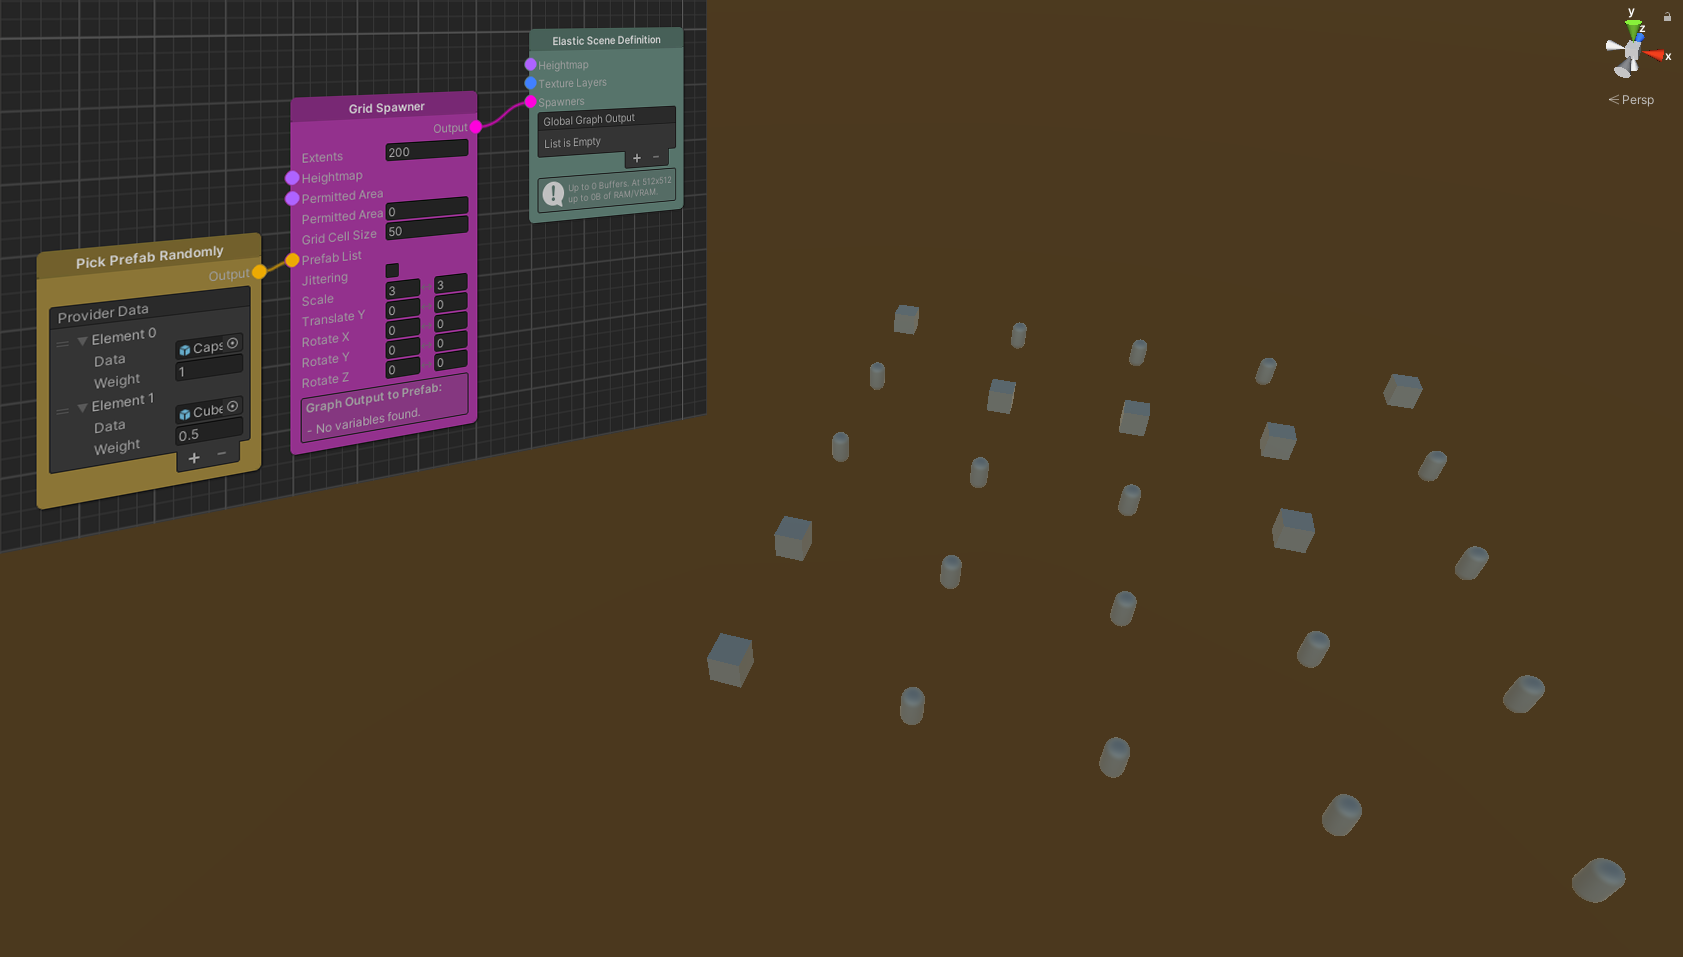 Pick Prefab Randomly
Output
Provider Data
Element 0
Data
Caps
Weight
1
Element 1
Data
Cube
Weight
0.5
+ −
Grid Spawner
Output
Extents
200
Heightmap
Permitted Area
Permitted Area
0
Grid Cell Size
50
Prefab List
Jittering
Scale
3
3
Translate Y
0
0
Rotate X
0
0
Rotate Y
0
0
Rotate Z
0
0
Graph Output to Prefab:
- No variables found.
Elastic Scene Definition
Heightmap
Texture Layers
Spawners
Global Graph Output
List is Empty
+ −
Up to 0 Buffers. At 512x512
up to 0B of RAM/VRAM.
y
z
x
Persp